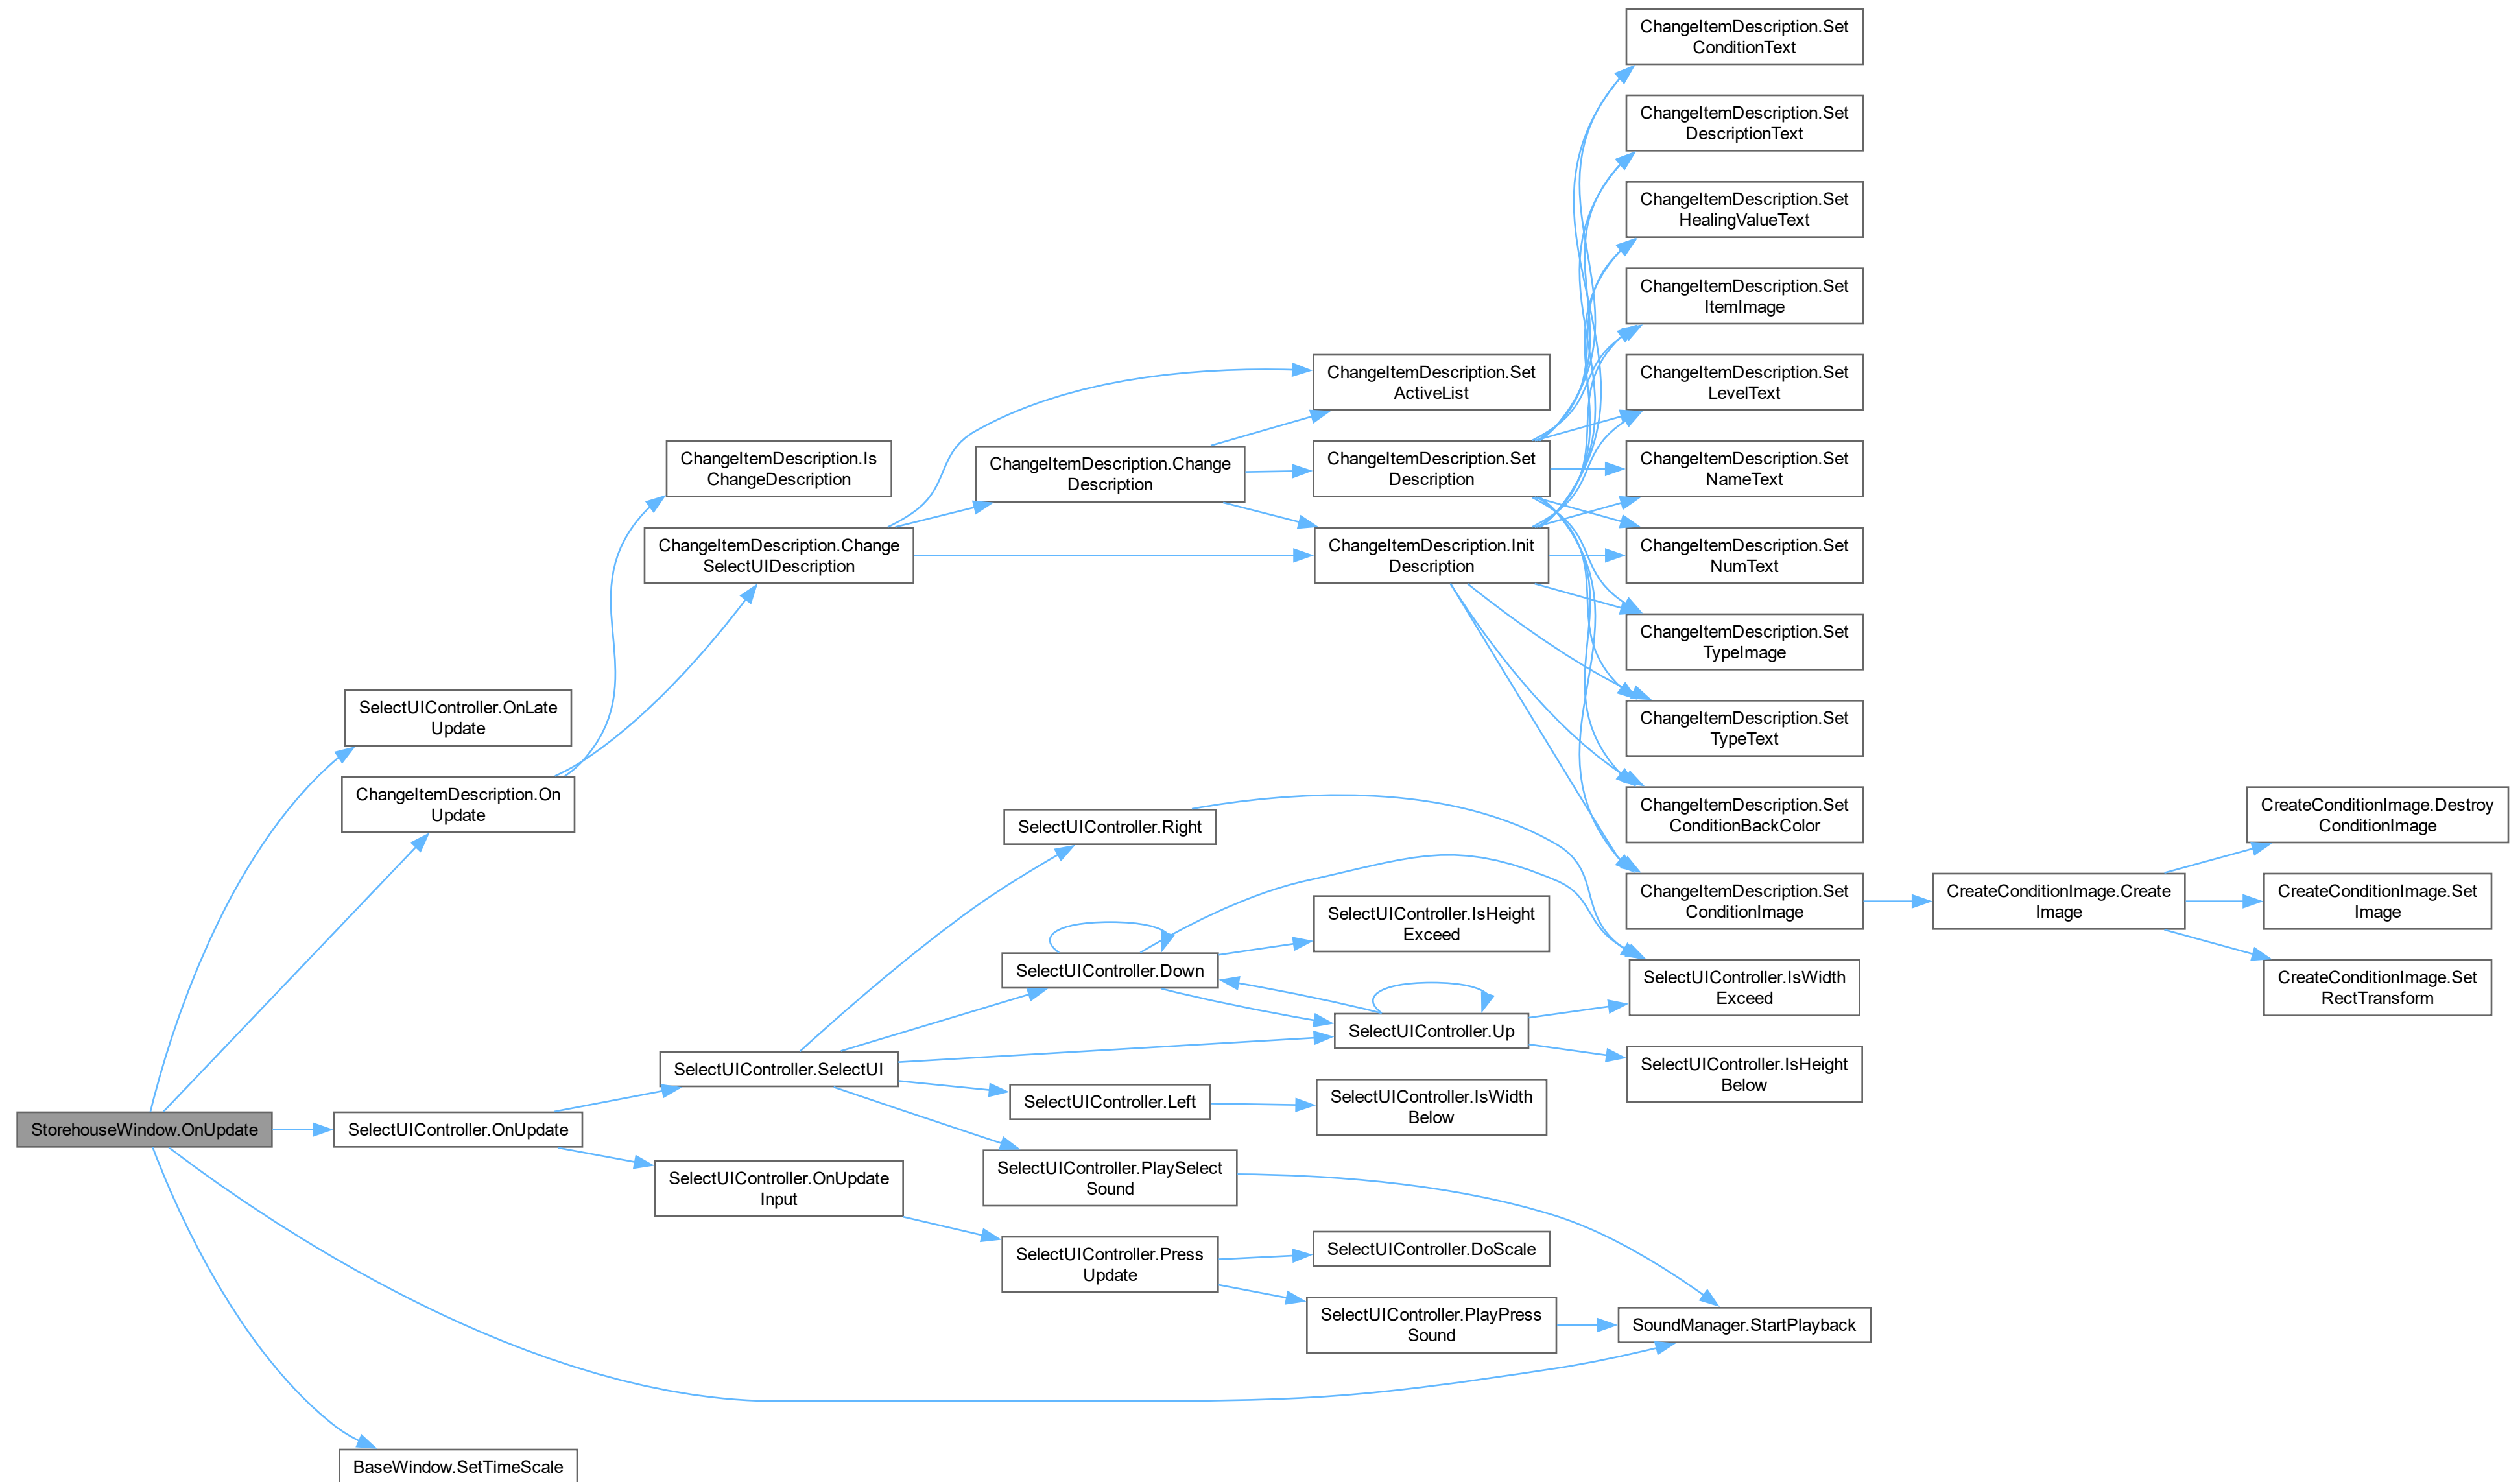 ChangeItemDescription.Set
ConditionText
ChangeItemDescription.Set
DescriptionText
ChangeItemDescription.Set
HealingValueText
ChangeItemDescription.Set
ItemImage
ChangeItemDescription.Set
ActiveList
ChangeItemDescription.Set
LevelText
ChangeItemDescription.Is
ChangeDescription
ChangeItemDescription.Change
Description
ChangeItemDescription.Set
Description
ChangeItemDescription.Set
NameText
ChangeItemDescription.Change
SelectUIDescription
ChangeItemDescription.Init
Description
ChangeItemDescription.Set
NumText
ChangeItemDescription.Set
TypeImage
SelectUIController.OnLate
Update
ChangeItemDescription.Set
TypeText
ChangeItemDescription.On
Update
SelectUIController.Right
ChangeItemDescription.Set
ConditionBackColor
CreateConditionImage.Destroy
ConditionImage
SelectUIController.IsHeight
Exceed
ChangeItemDescription.Set
ConditionImage
CreateConditionImage.Create
Image
CreateConditionImage.Set
Image
SelectUIController.Down
SelectUIController.IsWidth
Exceed
CreateConditionImage.Set
RectTransform
SelectUIController.Up
SelectUIController.SelectUI
SelectUIController.IsHeight
Below
SelectUIController.Left
SelectUIController.IsWidth
Below
StorehouseWindow.OnUpdate
SelectUIController.OnUpdate
SelectUIController.PlaySelect
Sound
SelectUIController.OnUpdate
Input
SelectUIController.Press
Update
SelectUIController.DoScale
SelectUIController.PlayPress
Sound
SoundManager.StartPlayback
BaseWindow.SetTimeScale